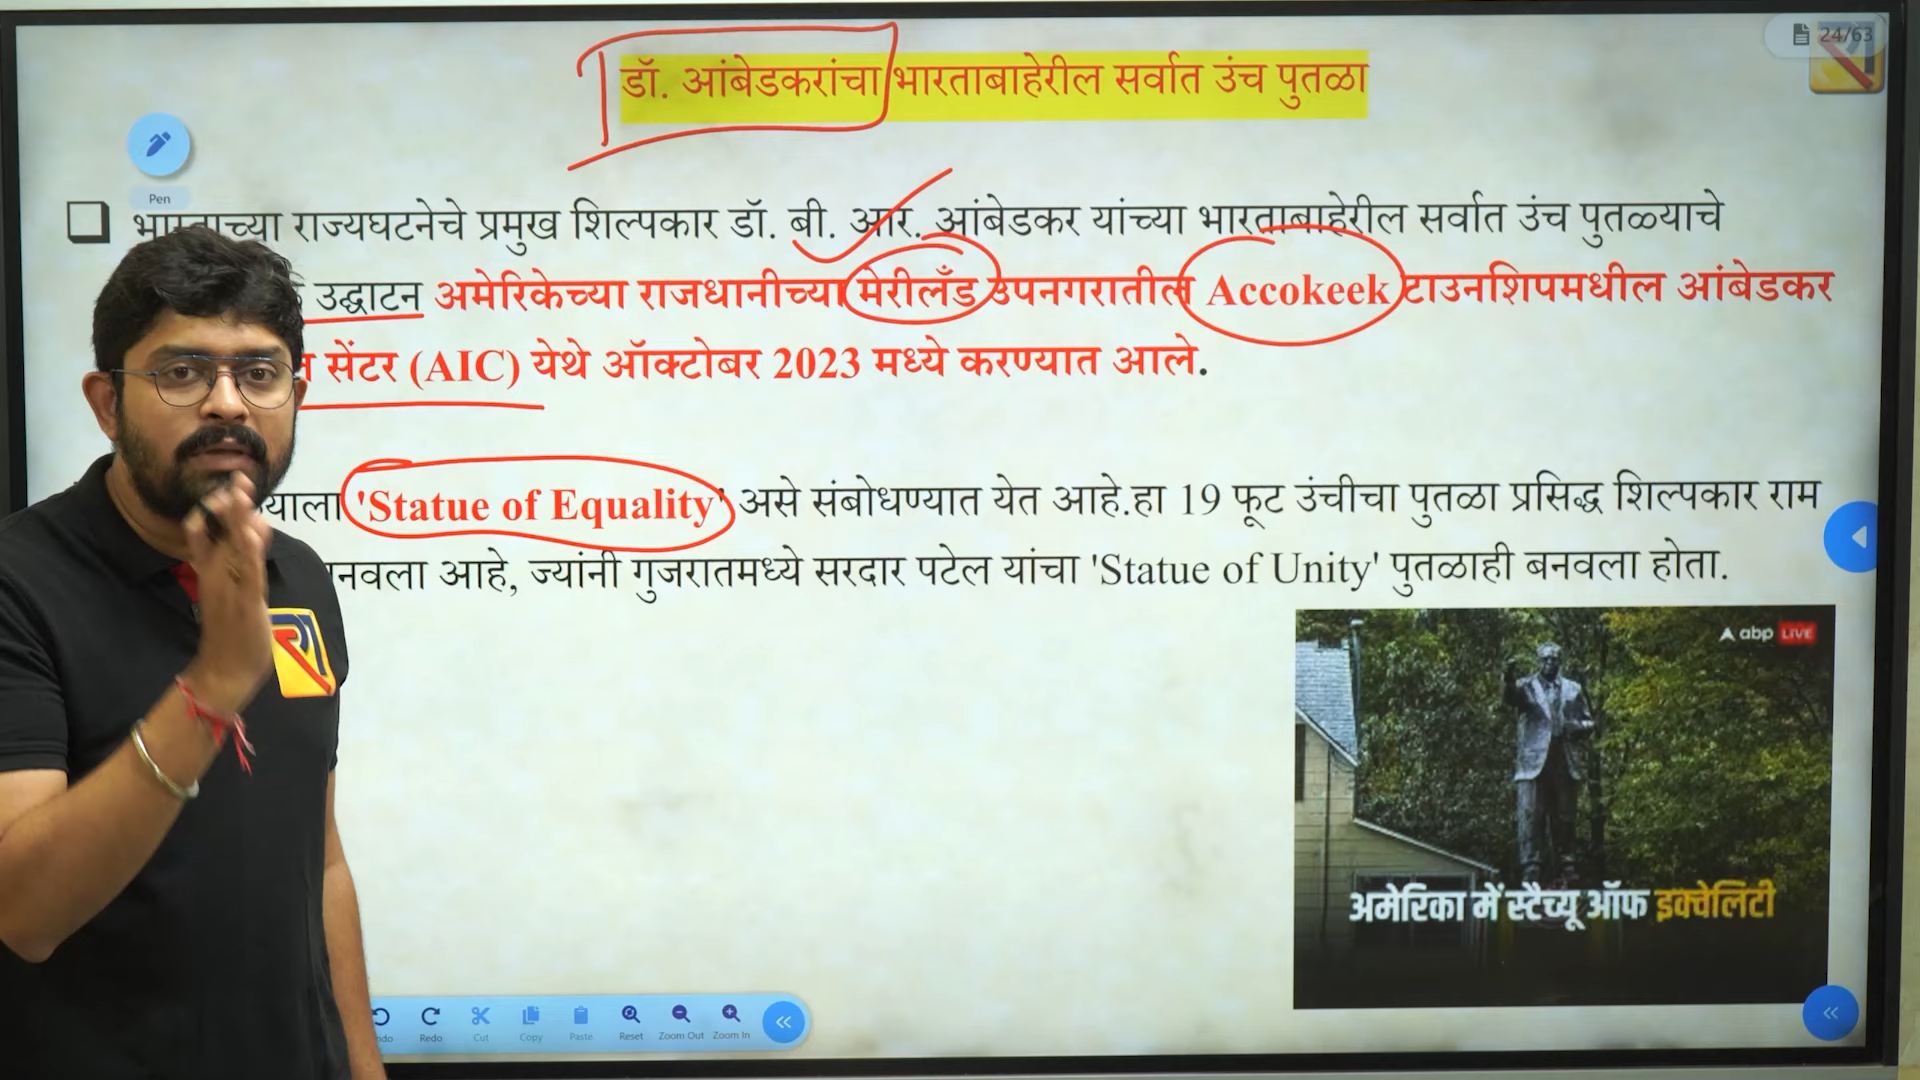 24/63
डॉ. आंबेडकरांचा भारताबाहेरील सर्वात उंच पुतळा
Pen
भारताच्या राज्यघटनेचे प्रमुख शिल्पकार डॉ. बी. आर. आंबेडकर यांच्या भारताबाहेरील सर्वात उंच पुतळ्याचे
उद्घाटन अमेरिकेच्या राजधानीच्या मेरीलँड उपनगरातील Accokeek टाउनशिपमधील आंबेडकर
सेंटर (AIC) येथे ऑक्टोबर 2023 मध्ये करण्यात आले.
'Statue of Equality' असे संबोधण्यात येत आहे.हा 19 फूट उंचीचा पुतळा प्रसिद्ध शिल्पकार राम
आहे, ज्यांनी गुजरातमध्ये सरदार पटेल यांचा 'Statue of Unity' पुतळाही बनवला होता.
abp LIVE
अमेरिका में स्टैच्यू ऑफ इक्वेलिटी
Redo Cut Copy Paste Reset Zoom Out Zoom In